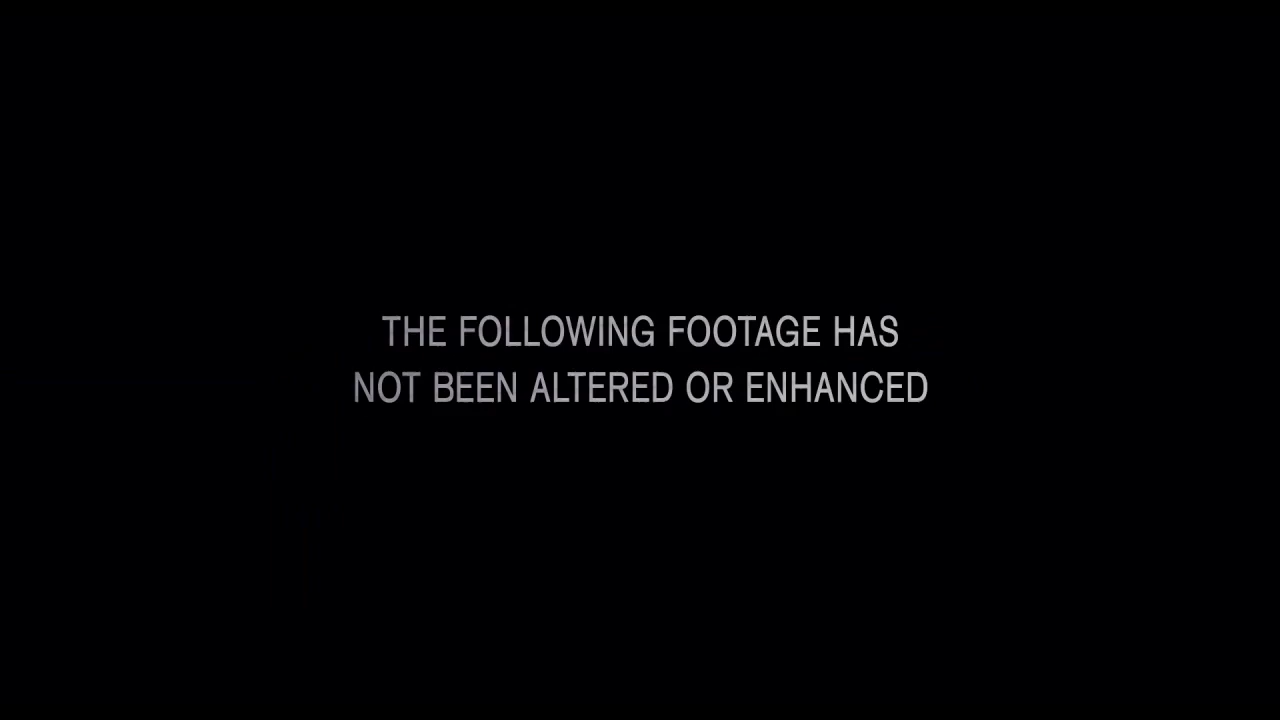 THE FOLLOWING FOOTAGE HAS
NOT BEEN ALTERED OR ENHANCED